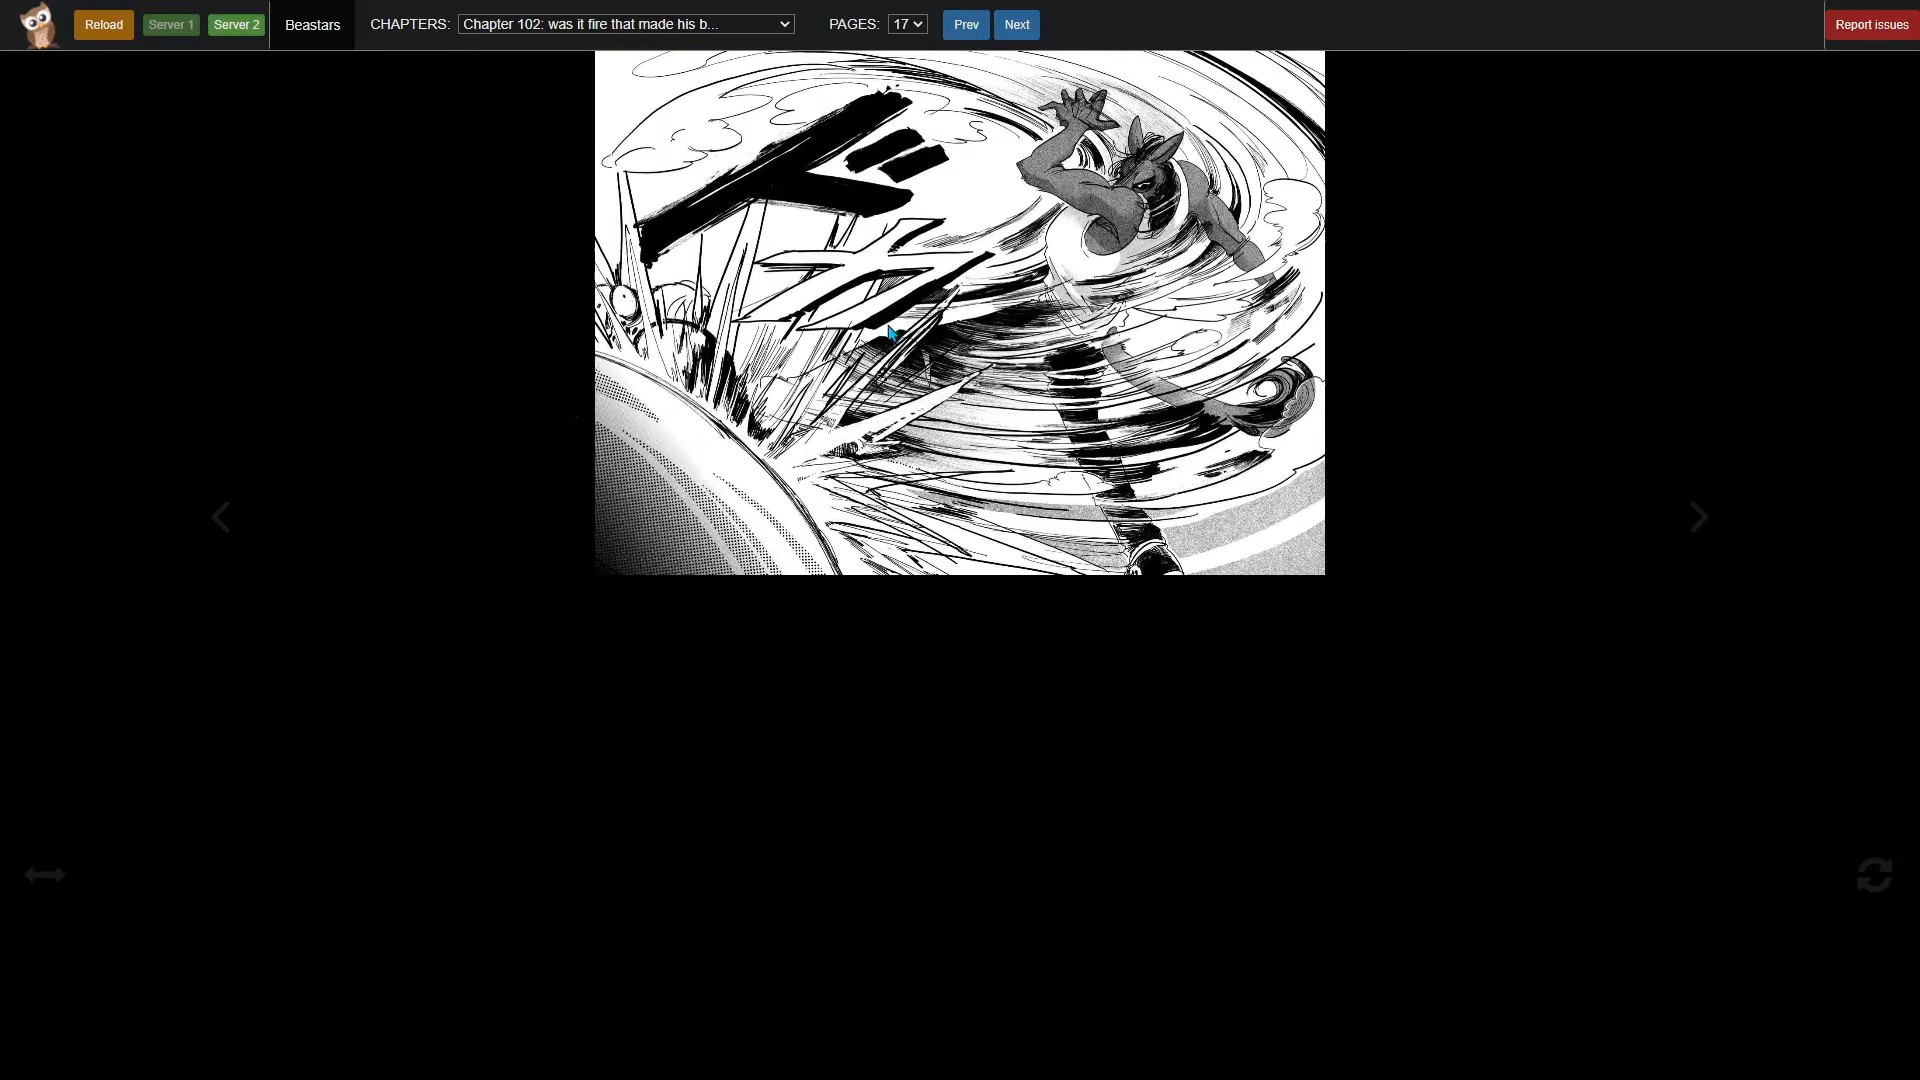 Reload
Server 1
Server 2
Beastars
CHAPTERS:
Chapter 102: was it fire that made his b...
PAGES:
17
Prev
Next
Report issues
ドオ